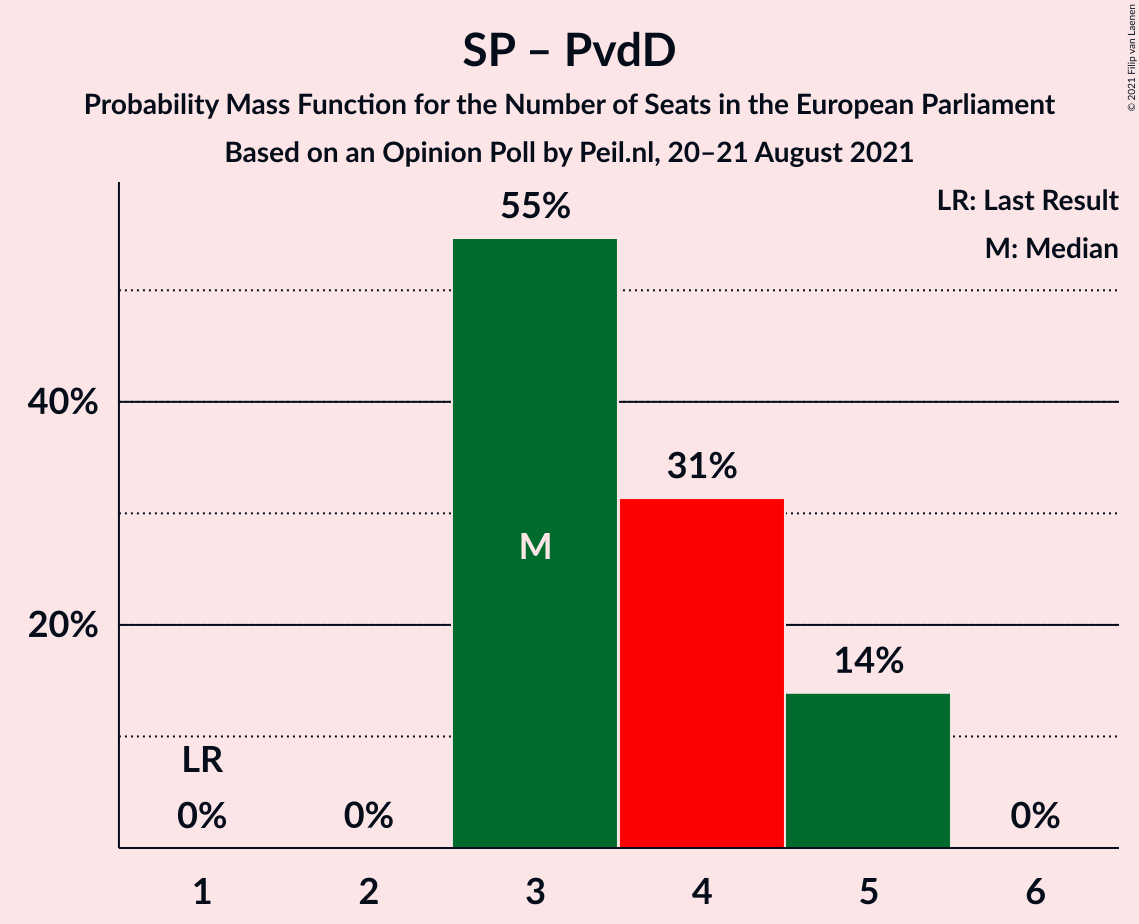 SP – PvdD
Probability Mass Function for the Number of Seats in the European Parliament
Based on an Opinion Poll by Peil.nl, 20–21 August 2021
© 2021 Filip van Laenen
LR: Last Result
M: Median
55%
40%
31%
M
20%
14%
LR
0%
0%
0%
1
2
3
4
5
6